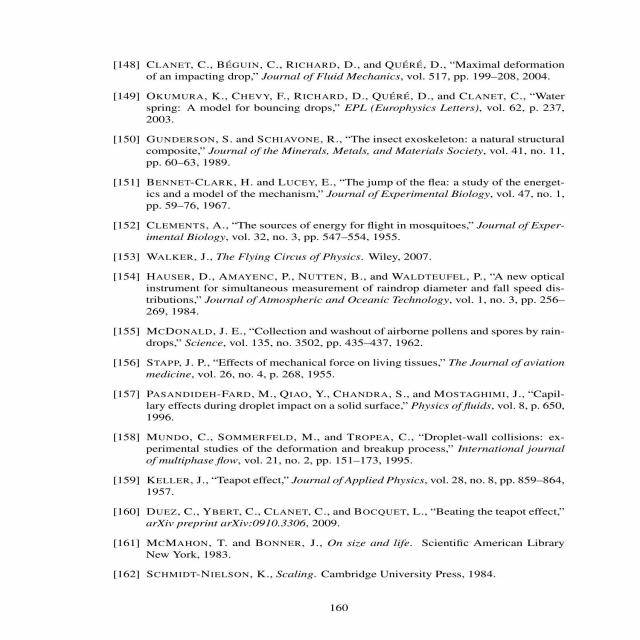 [148] CLANET, C., BÉGUIN, C., RICHARD, D., and QUÉRÉ, D., “Maximal deformation
of an impacting drop,” Journal of Fluid Mechanics, vol. 517, pp. 199–208, 2004.
[149] OKUMURA, K., CHEVY, F., RICHARD, D., QUÉRÉ, D., and CLANET, C., “Water
spring: A model for bouncing drops,” EPL (Europhysics Letters), vol. 62, p. 237,
2003.
[150] GUNDERSON, S. and SCHIAVONE, R., “The insect exoskeleton: a natural structural
composite,” Journal of the Minerals, Metals, and Materials Society, vol. 41, no. 11,
pp. 60–63, 1989.
[151] BENNET-CLARK, H. and LUCEY, E., “The jump of the flea: a study of the energet-
ics and a model of the mechanism,” Journal of Experimental Biology, vol. 47, no. 1,
pp. 59–76, 1967.
[152] CLEMENTS, A., “The sources of energy for flight in mosquitoes,” Journal of Exper-
imental Biology, vol. 32, no. 3, pp. 547–554, 1955.
[153] WALKER, J., The Flying Circus of Physics. Wiley, 2007.
[154] HAUSER, D., AMAYENC, P., NUTTEN, B., and WALDTEUFEL, P., “A new optical
instrument for simultaneous measurement of raindrop diameter and fall speed dis-
tributions,” Journal of Atmospheric and Oceanic Technology, vol. 1, no. 3, pp. 256–
269, 1984.
[155] MCDONALD, J. E., “Collection and washout of airborne pollens and spores by rain-
drops,” Science, vol. 135, no. 3502, pp. 435–437, 1962.
[156] STAPP, J. P., “Effects of mechanical force on living tissues,” The Journal of aviation
medicine, vol. 26, no. 4, p. 268, 1955.
[157] PASANDIDEH-FARD, M., QIAO, Y., CHANDRA, S., and MOSTAGHIMI, J., “Capil-
lary effects during droplet impact on a solid surface,” Physics of fluids, vol. 8, p. 650,
1996.
[158] MUNDO, C., SOMMERFELD, M., and TROPEA, C., “Droplet-wall collisions: ex-
perimental studies of the deformation and breakup process,” International journal
of multiphase flow, vol. 21, no. 2, pp. 151–173, 1995.
[159] KELLER, J., “Teapot effect,” Journal of Applied Physics, vol. 28, no. 8, pp. 859–864,
1957.
[160] DUEZ, C., YBERT, C., CLANET, C., and BOCQUET, L., “Beating the teapot effect,”
arXiv preprint arXiv:0910.3306, 2009.
[161] MCMAHON, T. and BONNER, J., On size and life. Scientific American Library
New York, 1983.
[162] SCHMIDT-NIELSON, K., Scaling. Cambridge University Press, 1984.
160